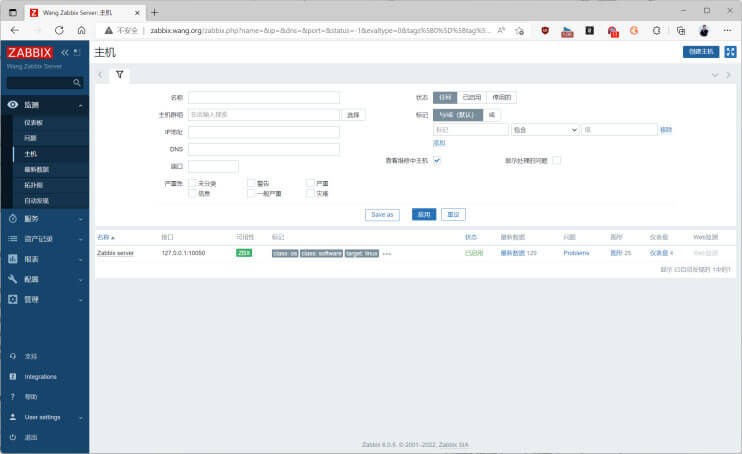 Wang Zabbix Server: 主机
不安全
zabbix.wang.org/zabbix.php?name=&ip=&dns=&port=&status=-1&evaltype=0&tags%5B0%5D%5Btag%5...
ZABBIX
Wang Zabbix Server
监测
仪表板
问题
主机
最新数据
拓扑图
自动发现
服务
资产记录
报表
配置
管理
支持
Integrations
帮助
User settings
退出
主机
创建主机
名称
状态 任何 已启用 停用的
主机群组 在此输入搜索 选择
标记 与/或（默认） 或
IP地址
标记 包含 值 移除
DNS
添加
端口
查看维修中主机
显示处理的问题
严重性 未分类 警告 严重
信息 一般严重 灾难
Save as 应用 重设
名称 接口 可用性 标记 状态 最新数据 问题 图形 仪表盘 Web监测
Zabbix server 127.0.0.1:10050 ZBX class: os class: software target: linux 已启用 最新数据 129 Problems 图形 25 仪表盘 4 Web监测
显示 已自动发现的 1中的1
Zabbix 6.0.5. © 2001–2022, Zabbix SIA